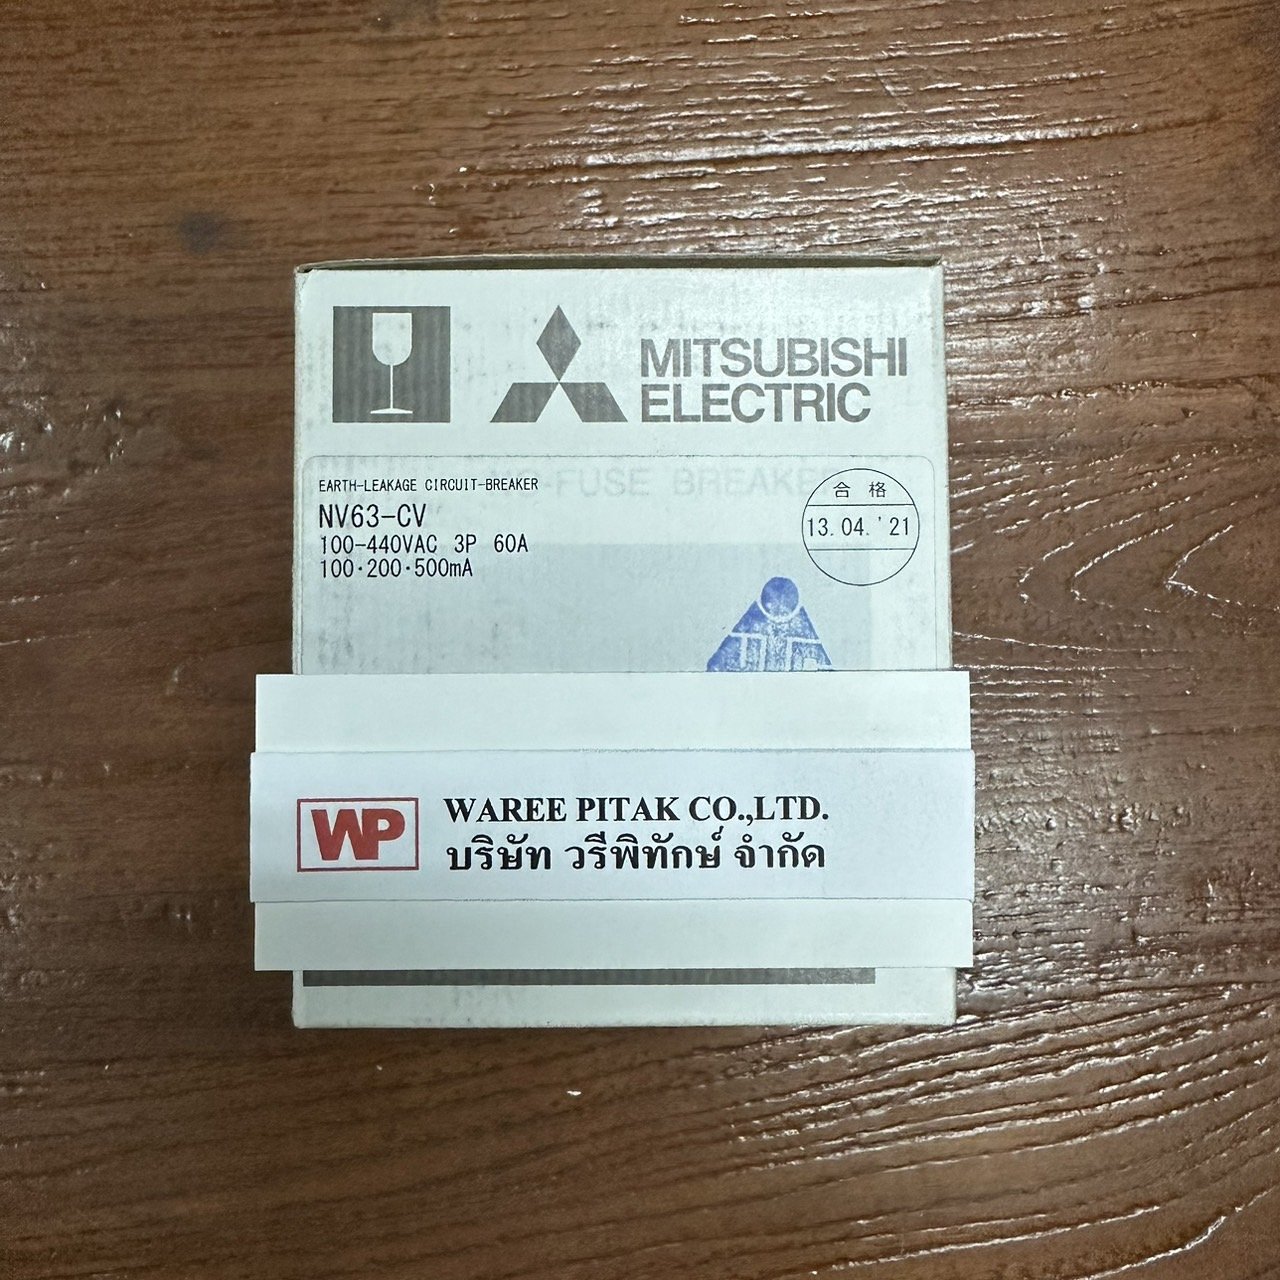 MITSUBISHI
ELECTRIC
-FUSE BREAKE
EARTH-LEAKAGE CIRCUIT-BREAKER
NV63-CV
100-440VAC 3P 60A
100·200·500mA
合格
13.04.'21
WP
WAREE PITAK CO.,LTD.
บริษัท วรีพิทักษ์ จำกัด